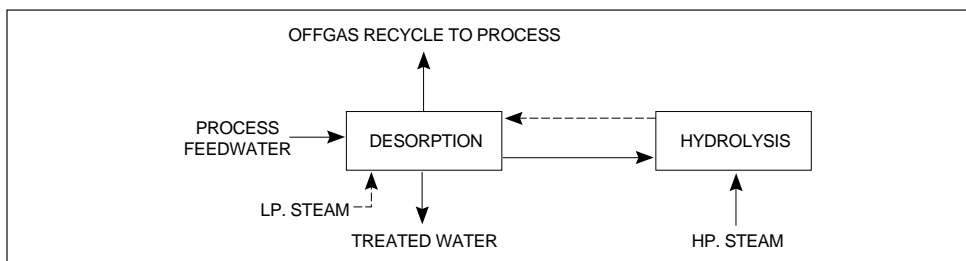 OFFGAS RECYCLE TO PROCESS
PROCESS
FEEDWATER
DESORPTION
HYDROLYSIS
LP. STEAM
TREATED WATER
HP. STEAM